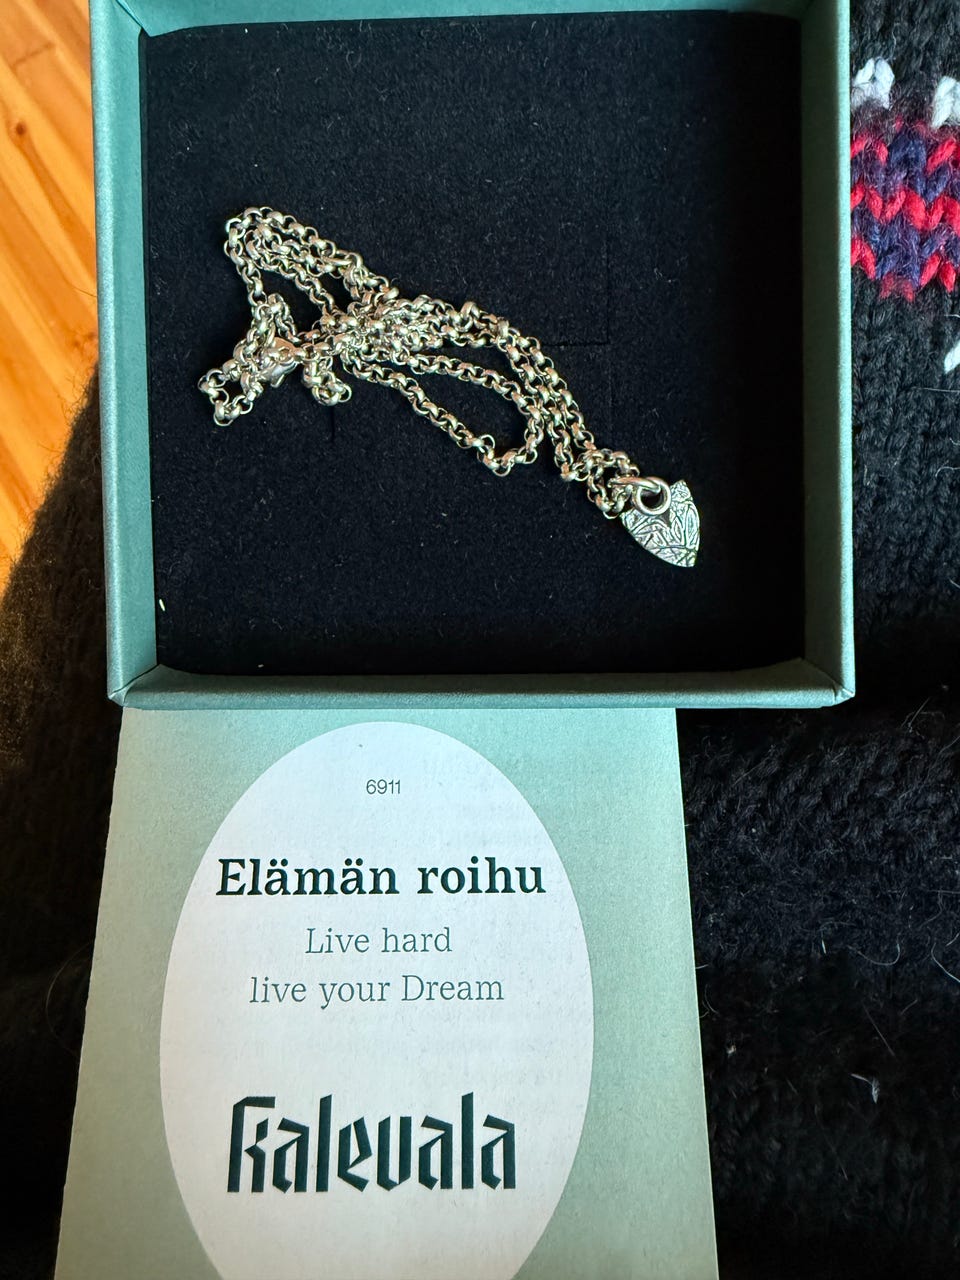 6911
Elämän roihu
Live hard
live your Dream
Kalevala